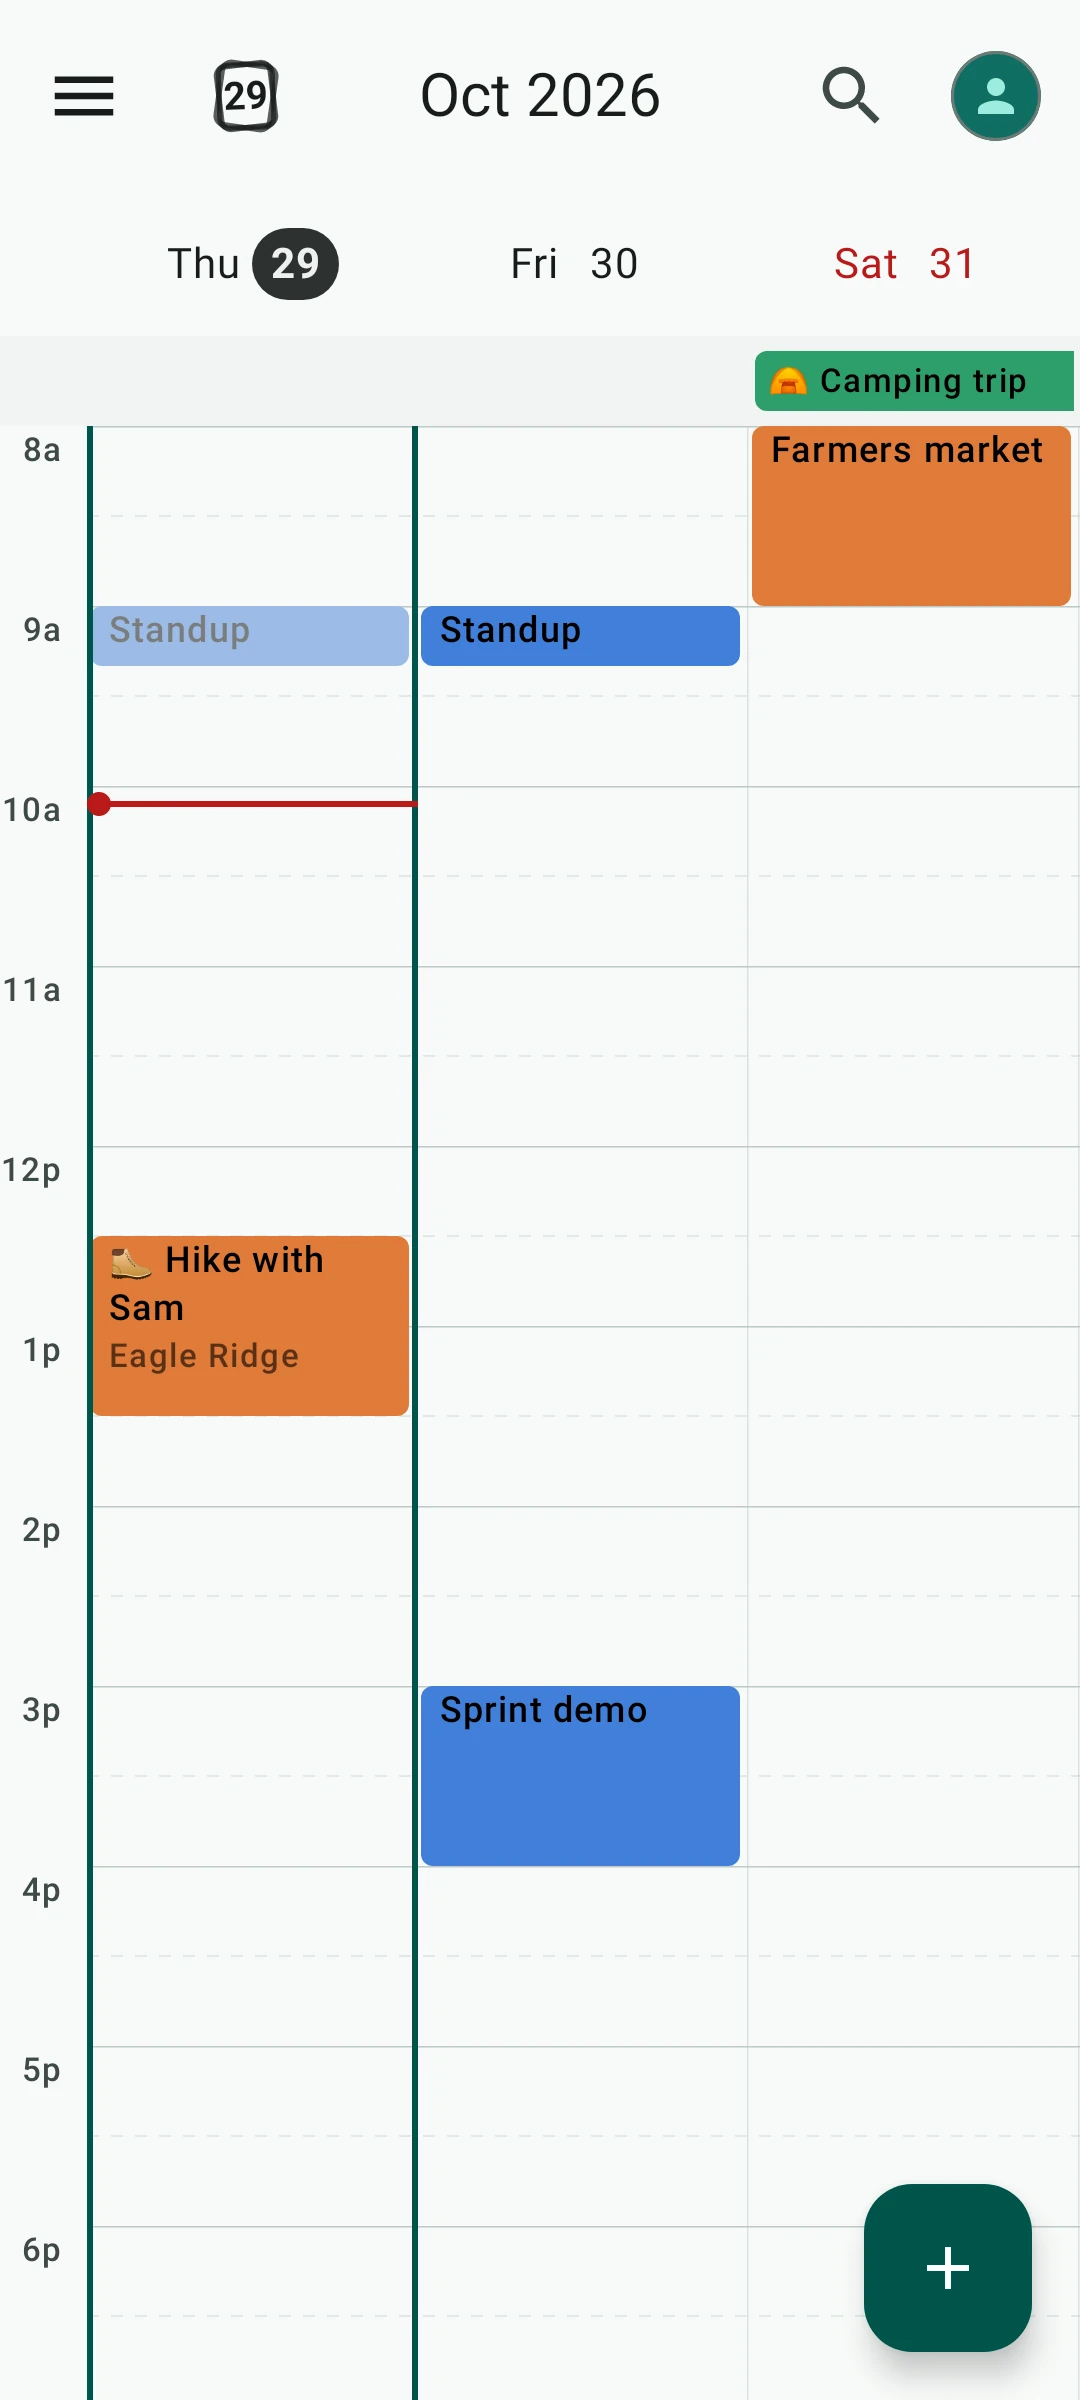 29
Oct 2026
Thu 29
Fri 30
Sat 31
Camping trip
8a
Farmers market
9a
Standup
Standup
10a
11a
12p
Hike with
Sam
Eagle Ridge
1p
2p
3p
Sprint demo
4p
5p
6p